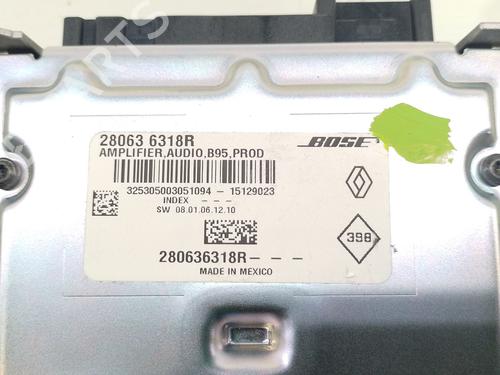 28063 6318R
BOSE
AMPLIFIER,AUDIO,B95,PROD
325305003051094 - 15129023
INDEX - - -
SW 08.01.06.12.10
398
280636318R- - -
MADE IN MEXICO